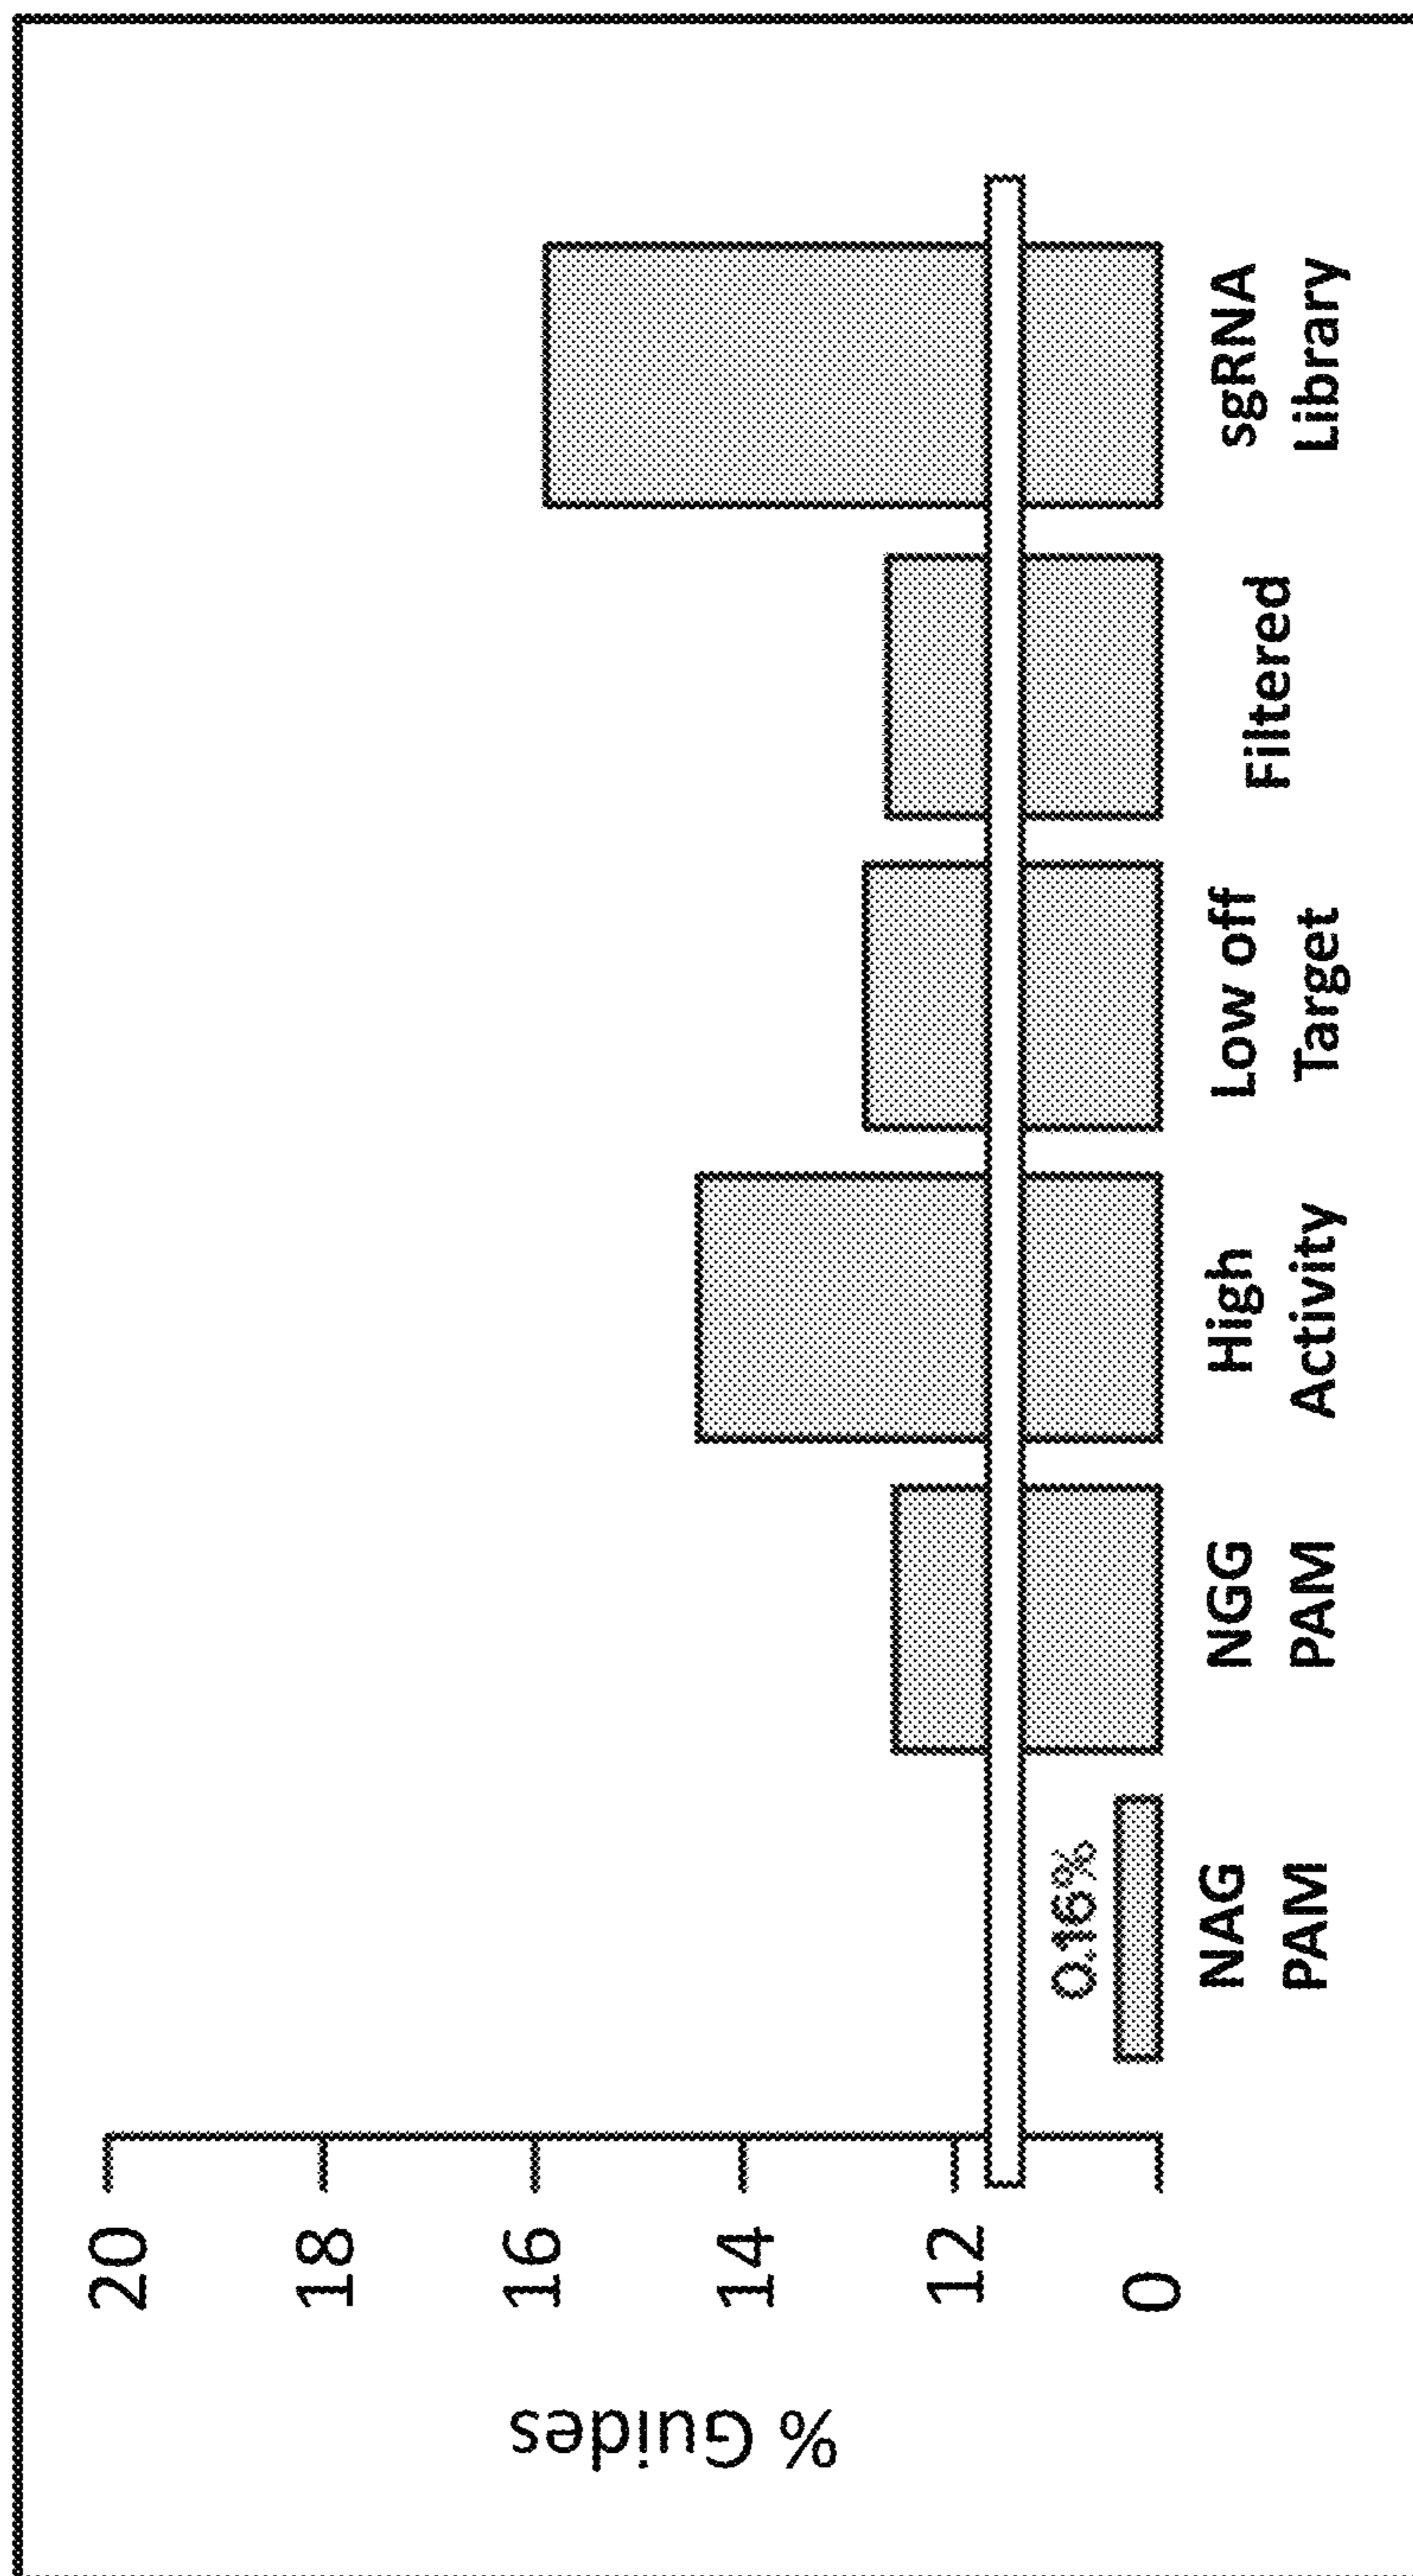 % Guides
20
18
16
14
12
0
0.16%
NAG
PAM
NGG
PAM
High
Activity
Low off
Target
Filtered
sgRNA
Library